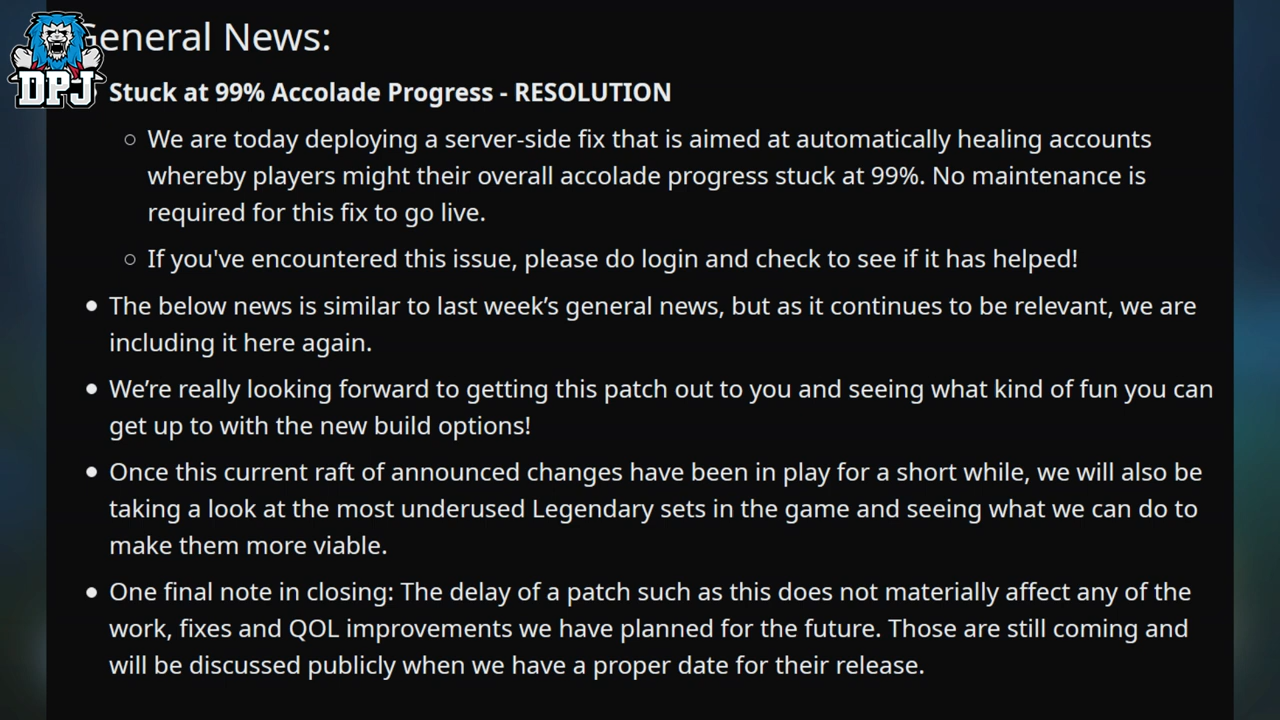 General News:
DPJ
Stuck at 99% Accolade Progress - RESOLUTION
We are today deploying a server-side fix that is aimed at automatically healing accounts
whereby players might their overall accolade progress stuck at 99%. No maintenance is
required for this fix to go live.
If you've encountered this issue, please do login and check to see if it has helped!
The below news is similar to last week’s general news, but as it continues to be relevant, we are
including it here again.
We’re really looking forward to getting this patch out to you and seeing what kind of fun you can
get up to with the new build options!
Once this current raft of announced changes have been in play for a short while, we will also be
taking a look at the most underused Legendary sets in the game and seeing what we can do to
make them more viable.
One final note in closing: The delay of a patch such as this does not materially affect any of the
work, fixes and QOL improvements we have planned for the future. Those are still coming and
will be discussed publicly when we have a proper date for their release.